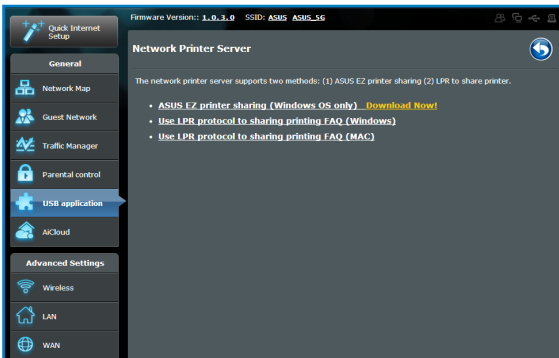 Quick Internet
Setup
Firmware Version:: 1.0.3.0 SSID: ASUS ASUS_5G
General
Network Map
Guest Network
Traffic Manager
Parental control
USB application
AiCloud
Advanced Settings
Wireless
LAN
WAN
Network Printer Server
The network printer server supports two methods: (1) ASUS EZ printer sharing (2) LPR to share printer.
ASUS EZ printer sharing (Windows OS only) Download Now!
Use LPR protocol to sharing printing FAQ (Windows)
Use LPR protocol to sharing printing FAQ (MAC)